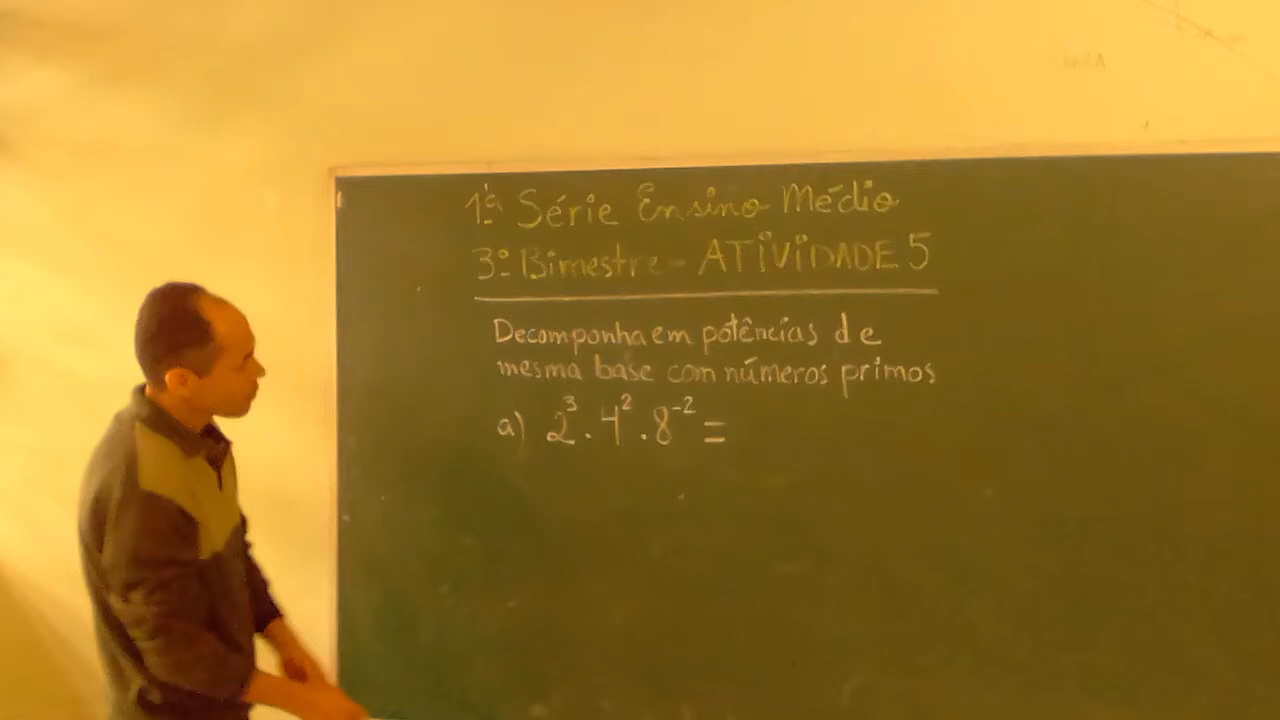 1ª Série Ensino Médio
3º Bimestre - ATiViDADE 5
Decomponha em potências de
mesma base com números primos
a) 2³ . 4² . 8⁻² =